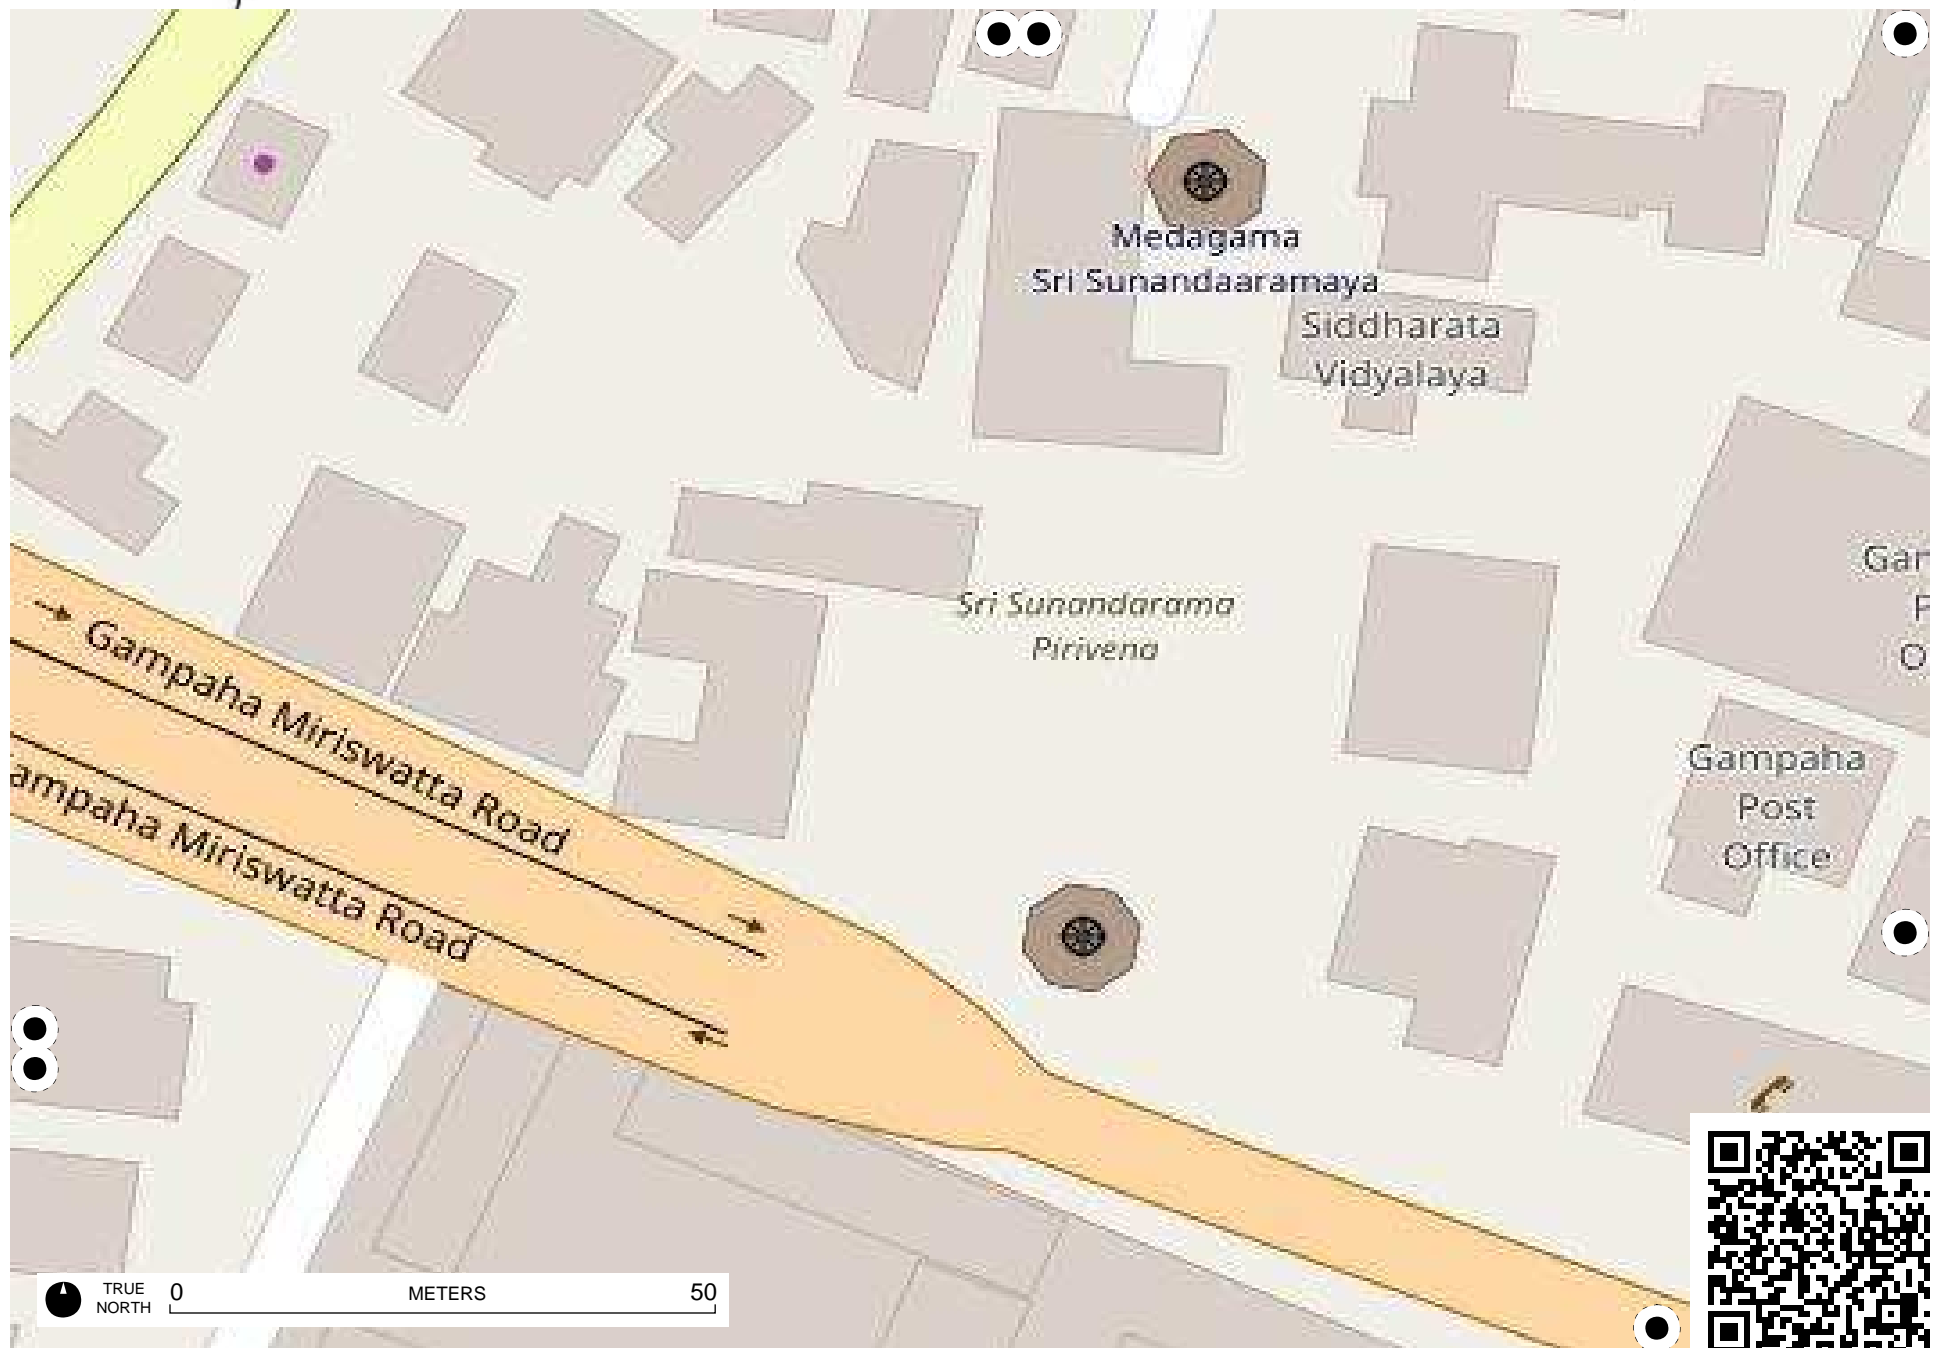 Medagama
Sri Sunandaaramaya
Siddharata
Vidyalaya
Sri Sunandarama
Pirivena
Gampaha Miriswatta Road
ampaha Miriswatta Road
Gampaha
Post
Office
TRUE
NORTH
0 METERS 50